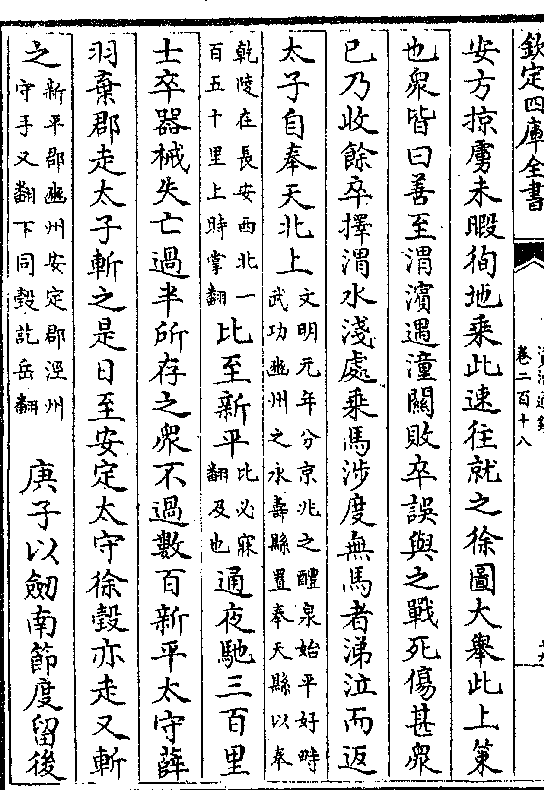 欽定四庫全書
資治通鑑
卷二百十八
安方掠虜未暇徇地乘此速往就之徐圖大舉此上策
也衆皆曰善至渭濱遇潼關敗卒誤與之戰死傷甚衆
已乃收餘卒擇渭水淺處乘馬涉度無馬者涕泣而返
太子自奉天北上文明元年分京兆之醴泉始平好時
武功豳州之永壽縣置奉天縣以奉
乾陵在長安西北一
百五十里上時掌翻比至新平比必寐
翻及也通夜馳三百里
士卒器械失亡過半所存之衆不過數百新平太守薛
羽棄郡走太子斬之是日至安定太守徐瑴亦走又斬
之新平郡豳州安定郡涇州
守手又翻下同瑴訖岳翻庚子以劒南節度留後